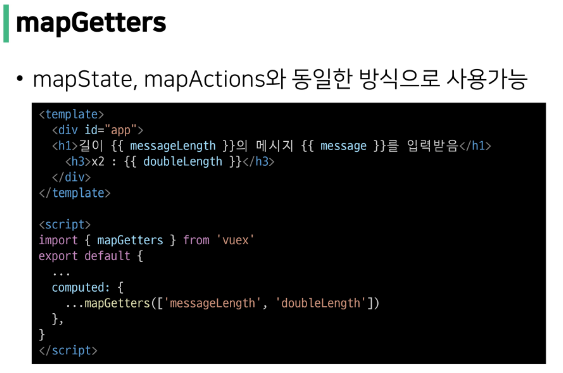 mapGetters
• mapState, mapActions와 동일한 방식으로 사용가능
<template>
  <div id="app">
  <h1>길이 {{ messageLength }}의 메시지 {{ message }}를 입력받음</h1>
    <h3>x2 : {{ doubleLength }}</h3>
  </div>
</template>

<script>
import { mapGetters } from 'vuex'
export default {
  ...
  computed: {
    ...mapGetters(['messageLength', 'doubleLength'])
  },
}
</script>